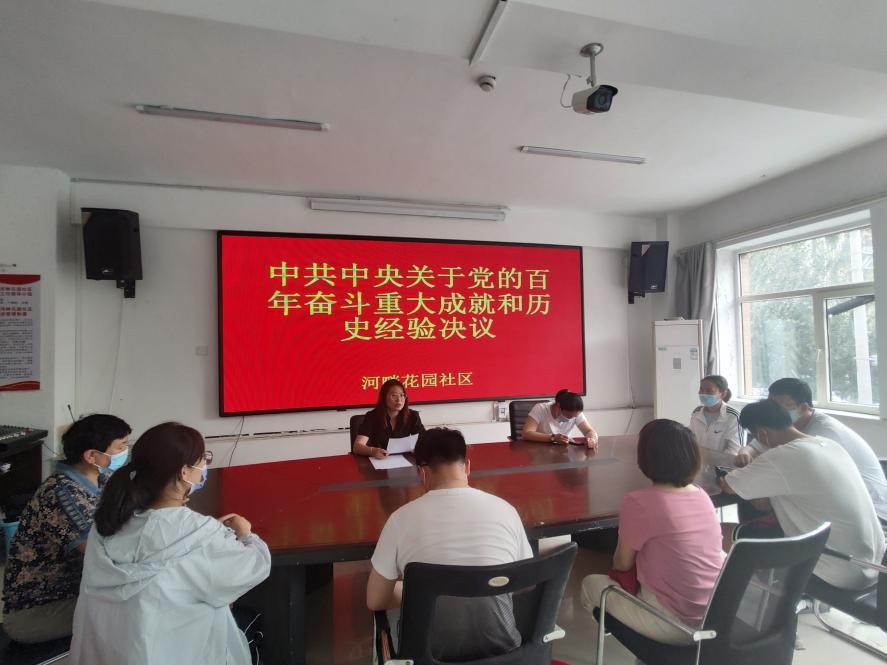 中共中央关于党的百
年奋斗重大成就和历
史经验决议
河畔花园社区